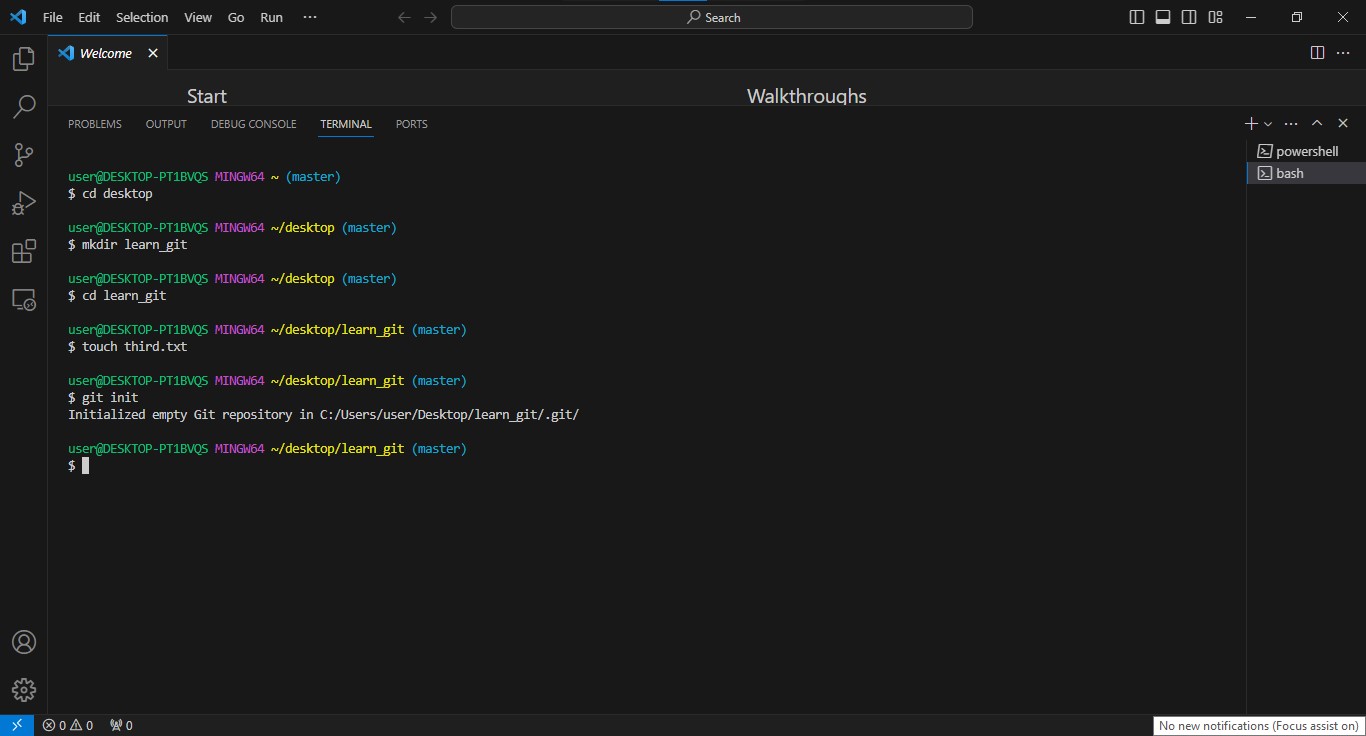 File Edit Selection View Go Run ···
Search
Welcome
Start
Walkthroughs
PROBLEMS OUTPUT DEBUG CONSOLE TERMINAL PORTS
powershell
bash
user@DESKTOP-PT1BVQS MINGW64 ~ (master)
$ cd desktop
user@DESKTOP-PT1BVQS MINGW64 ~/desktop (master)
$ mkdir learn_git
user@DESKTOP-PT1BVQS MINGW64 ~/desktop (master)
$ cd learn_git
user@DESKTOP-PT1BVQS MINGW64 ~/desktop/learn_git (master)
$ touch third.txt
user@DESKTOP-PT1BVQS MINGW64 ~/desktop/learn_git (master)
$ git init
Initialized empty Git repository in C:/Users/user/Desktop/learn_git/.git/
user@DESKTOP-PT1BVQS MINGW64 ~/desktop/learn_git (master)
$
0 0 0
No new notifications (Focus assist on)